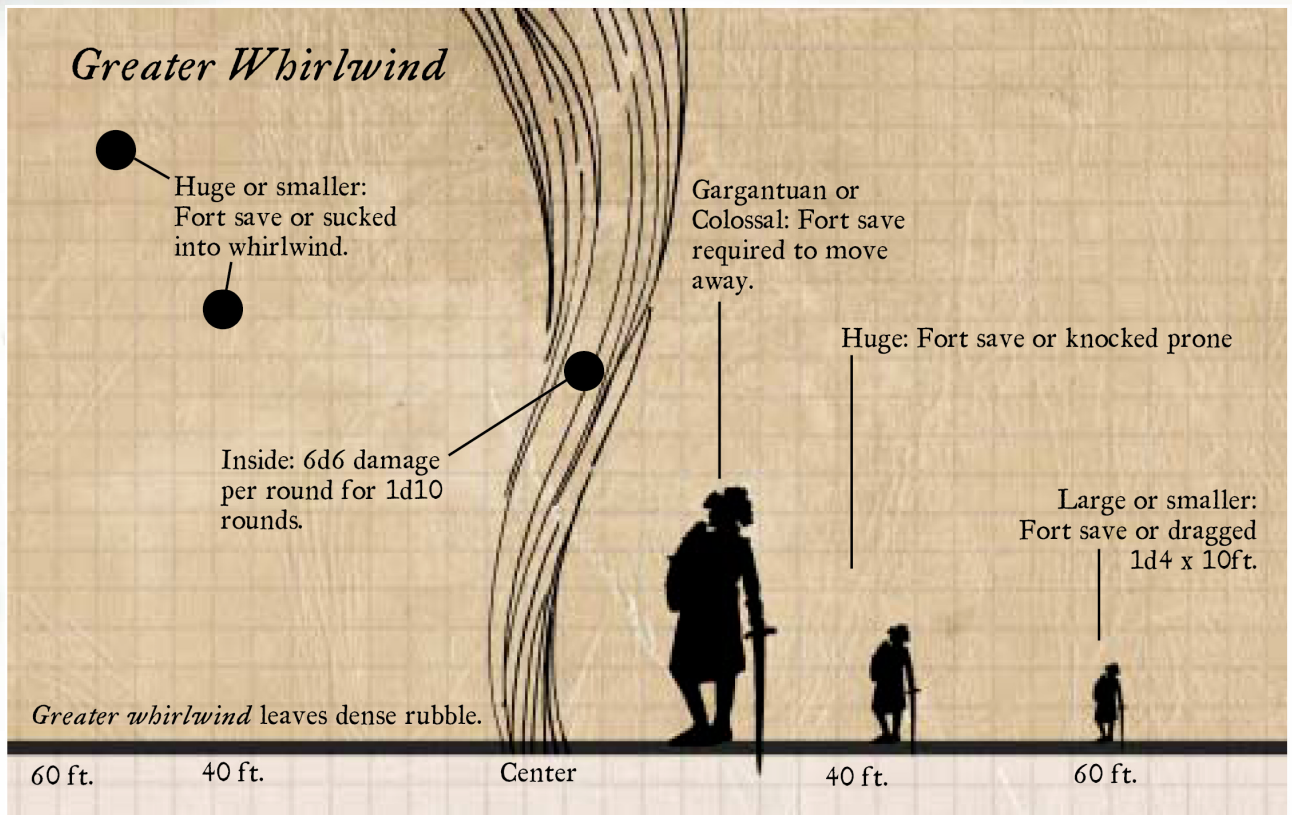 Greater Whirlwind
Huge or smaller:
Fort save or sucked
into whirlwind.
Gargantuan or
Colossal: Fort save
required to move
away.
Huge: Fort save or knocked prone
Inside: 6d6 damage
per round for 1d10
rounds.
Large or smaller:
Fort save or dragged
1d4 x 10ft.
Greater whirlwind leaves dense rubble.
60 ft.
40 ft.
Center
40 ft.
60 ft.